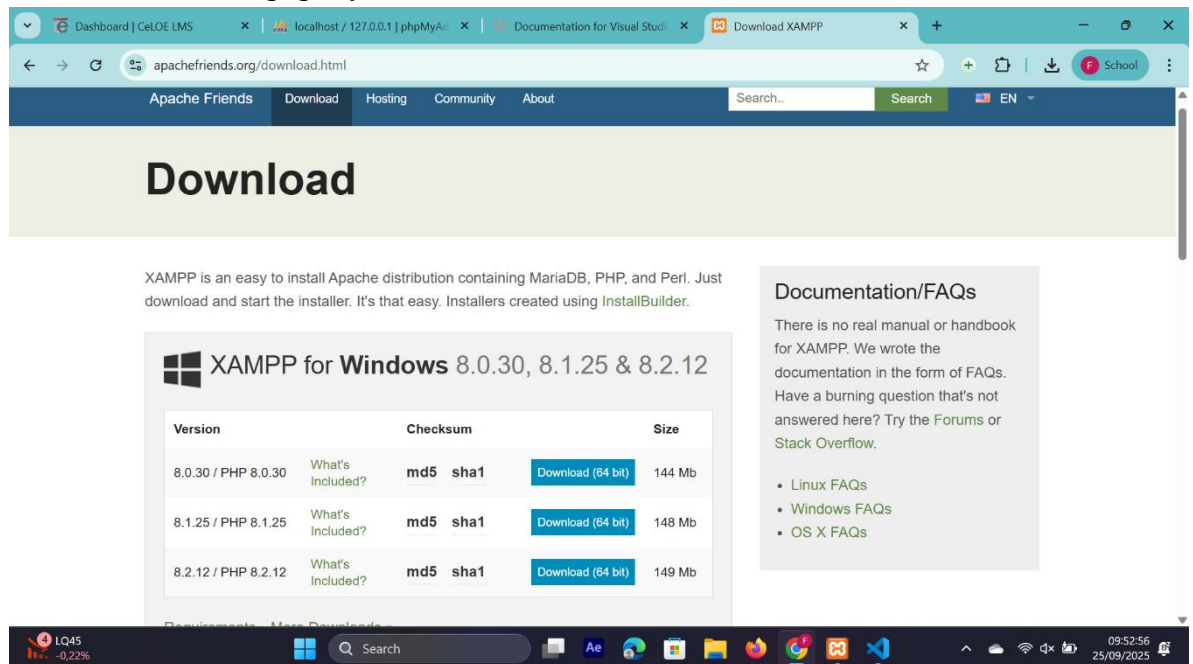 Dashboard | CeLOE LMS
localhost / 127.0.0.1 | phpMyAd
Documentation for Visual Studi
Download XAMPP
apachefriends.org/download.html
School
Apache Friends Download Hosting Community About Search.. Search EN
Download
XAMPP is an easy to install Apache distribution containing MariaDB, PHP, and Perl. Just
download and start the installer. It's that easy. Installers created using InstallBuilder.
XAMPP for Windows 8.0.30, 8.1.25 & 8.2.12
Version Checksum Size
8.0.30 / PHP 8.0.30 What's Included? md5 sha1 Download (64 bit) 144 Mb
8.1.25 / PHP 8.1.25 What's Included? md5 sha1 Download (64 bit) 148 Mb
8.2.12 / PHP 8.2.12 What's Included? md5 sha1 Download (64 bit) 149 Mb
Requirements More Downloads »
Documentation/FAQs
There is no real manual or handbook
for XAMPP. We wrote the
documentation in the form of FAQs.
Have a burning question that's not
answered here? Try the Forums or
Stack Overflow.
• Linux FAQs
• Windows FAQs
• OS X FAQs
4
LQ45
-0,22%
Search
Ae
09:52:56
25/09/2025